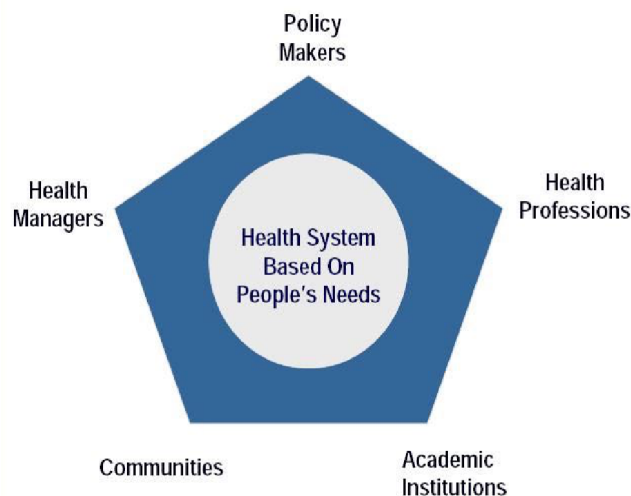 Policy
Makers
Health
Managers
Health
Professions
Health System
Based On
People's Needs
Communities
Academic
Institutions